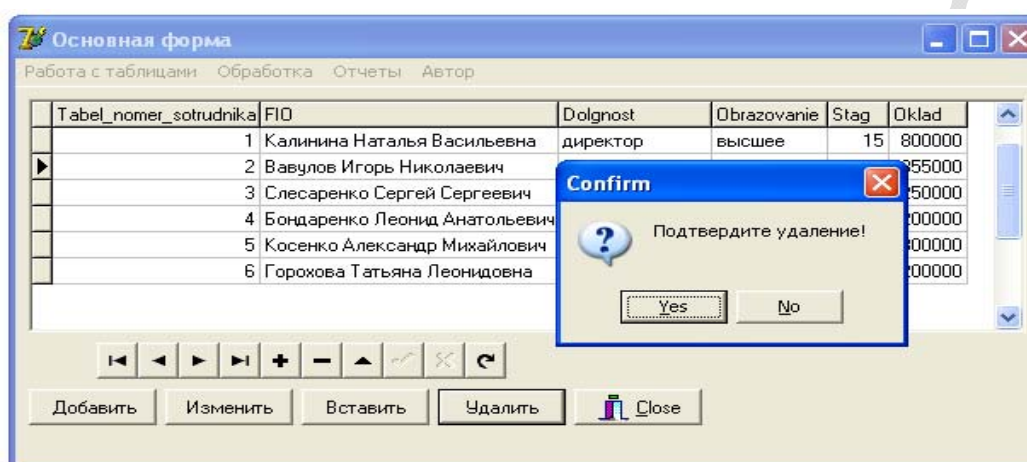 Основная форма
Работа с таблицами Обработка Отчеты Автор
Tabel_nomer_sotrudnika FIO Dolgnost Obrazovanie Stag Oklad
1 Калинина Наталья Васильевна директор высшее 15 800000
2 Вавулов Игорь Николаевич
3 Слесаренко Сергей Сергеевич
4 Бондаренко Леонид Анатольевич
5 Косенко Александр Михайлович
6 Горохова Татьяна Леонидовна
Confirm
Подтвердите удаление!
Yes No
Добавить Изменить Вставить Удалить Close